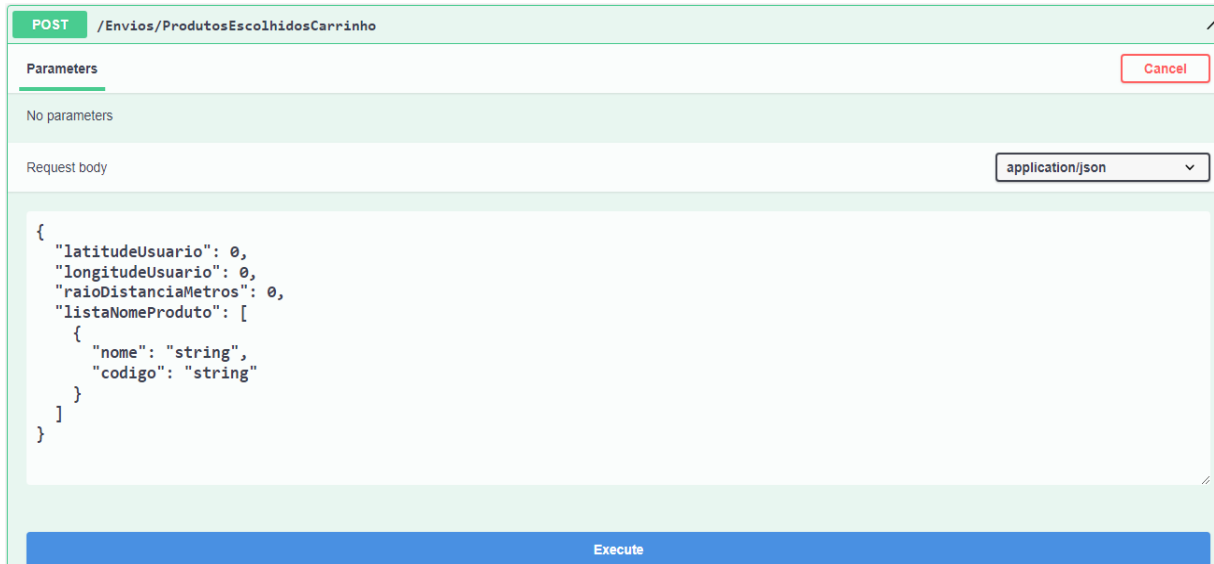 POST /Envios/ProdutosEscolhidosCarrinho
Parameters
Cancel
No parameters
Request body
application/json
{
  "latitudeUsuario": 0,
  "longitudeUsuario": 0,
  "raioDistanciaMetros": 0,
  "listaNomeProduto": [
    {
      "nome": "string",
      "codigo": "string"
    }
  ]
}
Execute